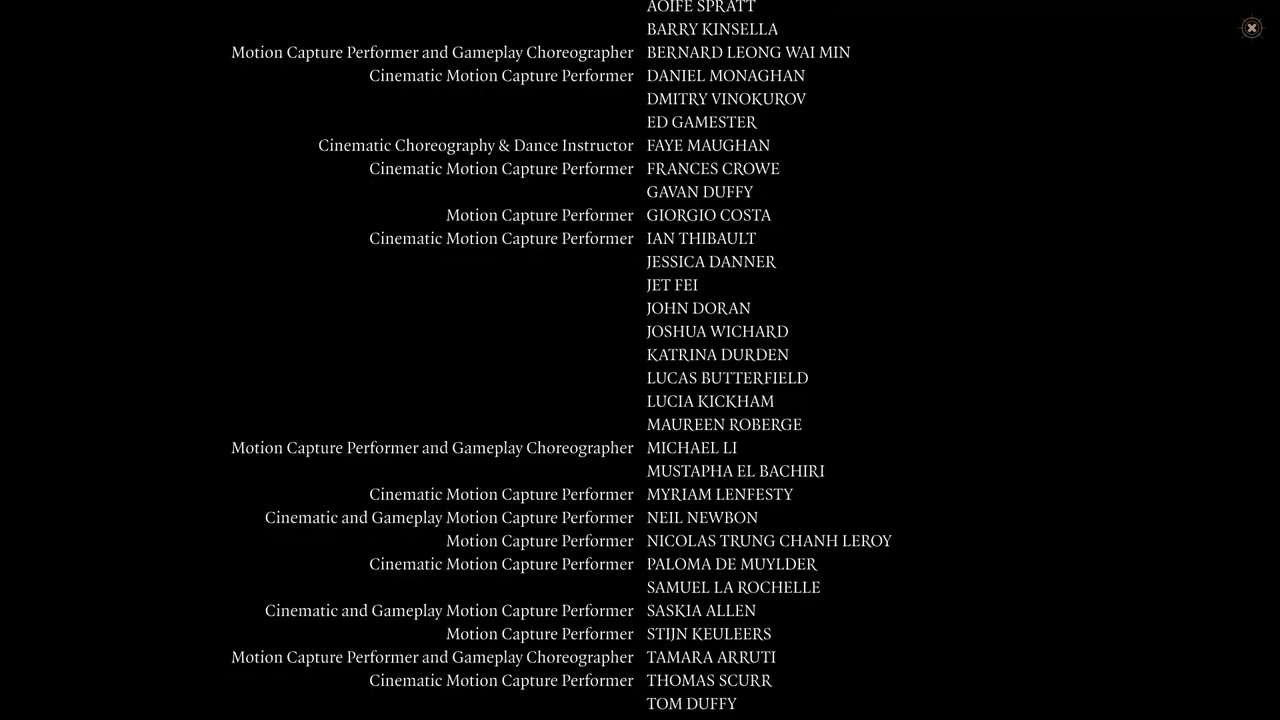 AOIFE SPRATT
BARRY KINSELLA
Motion Capture Performer and Gameplay Choreographer BERNARD LEONG WAI MIN
Cinematic Motion Capture Performer DANIEL MONAGHAN
DMITRY VINOKUROV
ED GAMESTER
Cinematic Choreography & Dance Instructor FAYE MAUGHAN
Cinematic Motion Capture Performer FRANCES CROWE
GAVAN DUFFY
Motion Capture Performer GIORGIO COSTA
Cinematic Motion Capture Performer IAN THIBAULT
JESSICA DANNER
JET FEI
JOHN DORAN
JOSHUA WICHARD
KATRINA DURDEN
LUCAS BUTTERFIELD
LUCIA KICKHAM
MAUREEN ROBERGE
Motion Capture Performer and Gameplay Choreographer MICHAEL LI
MUSTAPHA EL BACHIRI
Cinematic Motion Capture Performer MYRIAM LENFESTY
Cinematic and Gameplay Motion Capture Performer NEIL NEWBON
Motion Capture Performer NICOLAS TRUNG CHANH LEROY
Cinematic Motion Capture Performer PALOMA DE MUYLDER
SAMUEL LA ROCHELLE
Cinematic and Gameplay Motion Capture Performer SASKIA ALLEN
Motion Capture Performer STIJN KEULEERS
Motion Capture Performer and Gameplay Choreographer TAMARA ARRUTI
Cinematic Motion Capture Performer THOMAS SCURR
TOM DUFFY